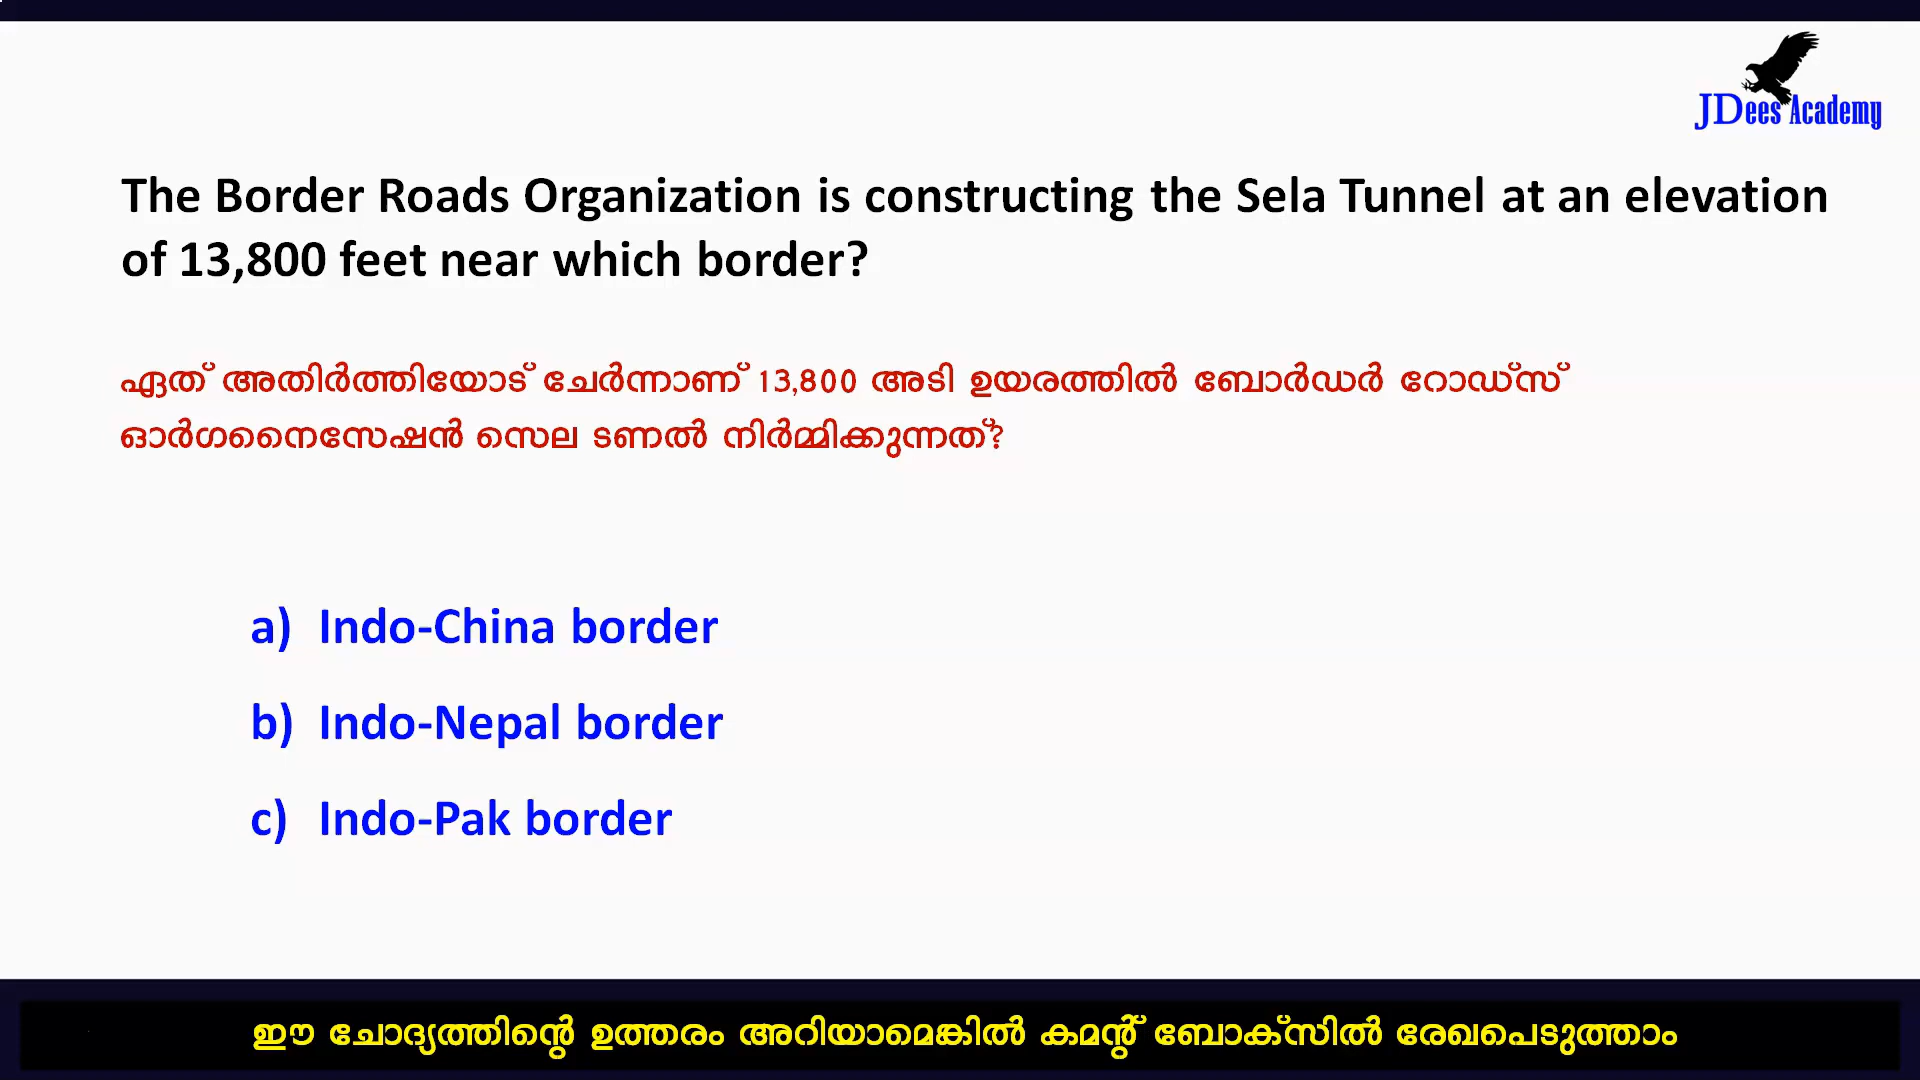 JDees Academy
The Border Roads Organization is constructing the Sela Tunnel at an elevation
of 13,800 feet near which border?
ഏത് അതിർത്തിയോട് ചേർന്നാണ് 13,800 അടി ഉയരത്തിൽ ബോർഡർ റോഡ്സ്
ഓർഗനൈസേഷൻ സെല ടണൽ നിർമ്മിക്കുന്നത്?
a) Indo-China border
b) Indo-Nepal border
c) Indo-Pak border
ഈ ചോദ്യത്തിന്റെ ഉത്തരം അറിയാമെങ്കിൽ കമന്റ് ബോക്സിൽ രേഖപെടുത്താം